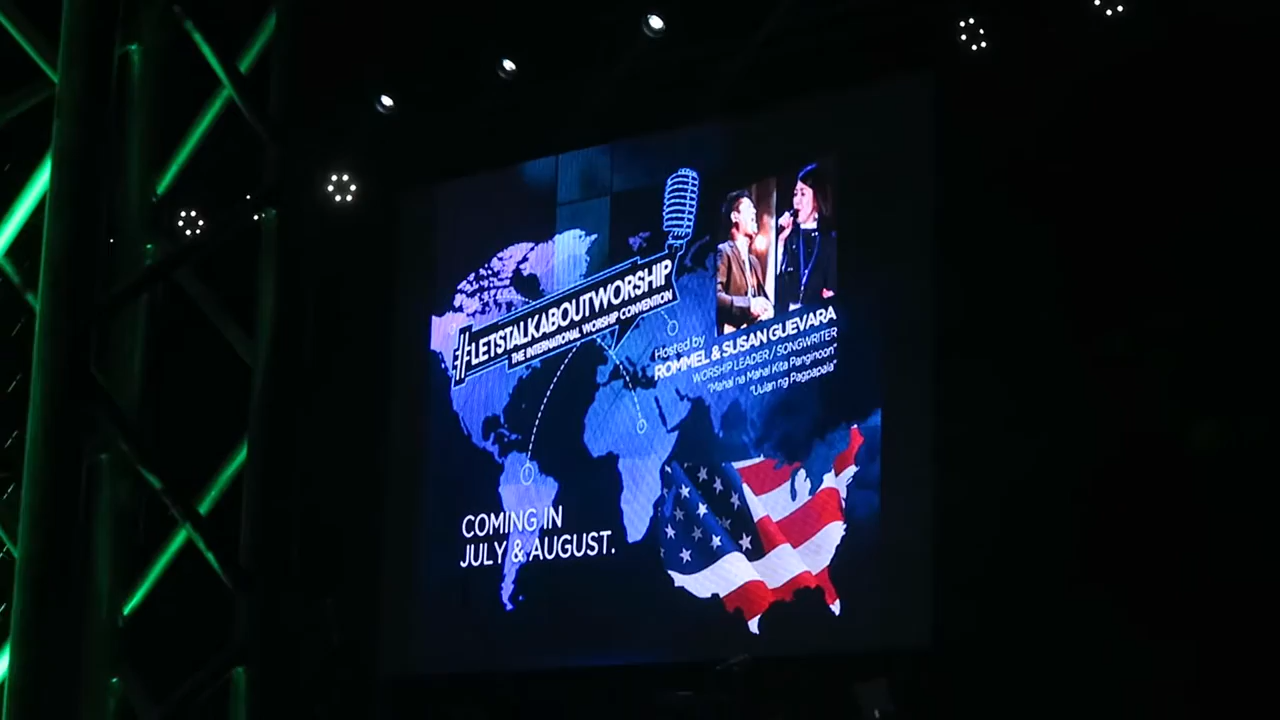 #LETSTALKABOUTWORSHIP
THE INTERNATIONAL WORSHIP CONVENTION
Hosted by
ROMMEL & SUSAN GUEVARA
WORSHIP LEADER / SONGWRITER
"Mahal na Mahal Kita Panginoon"
"Uulan ng Pagpapala"
COMING IN
JULY & AUGUST.